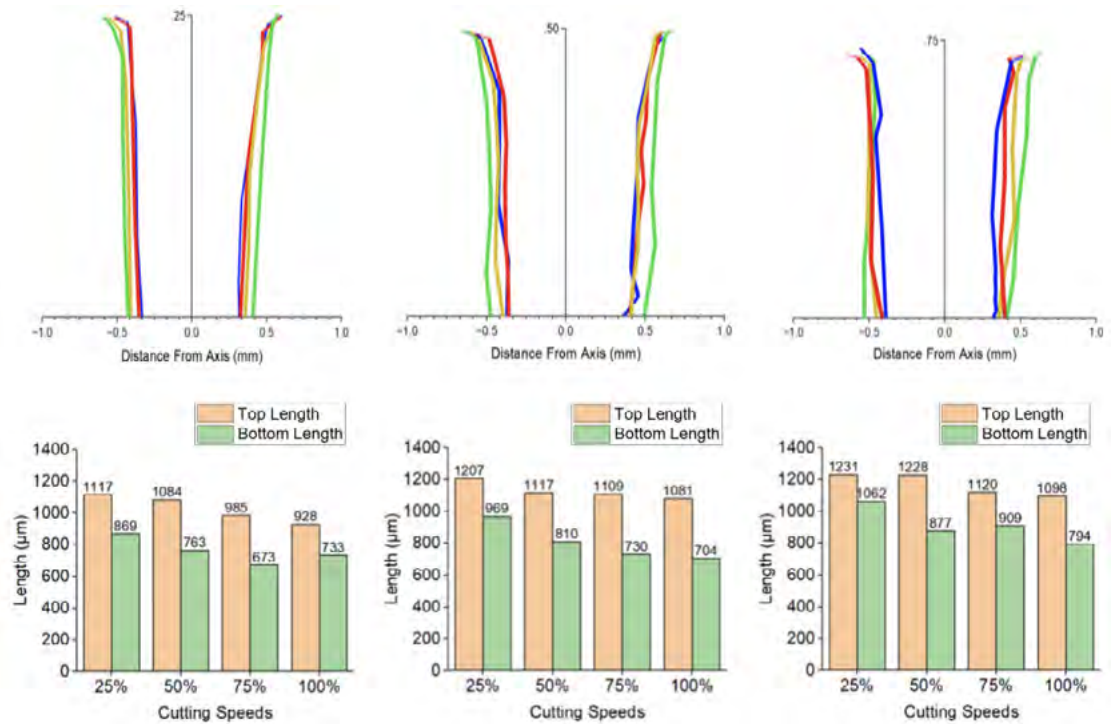 .25
.50
.75
−1.0 −0.5 0.0 0.5 1.0
Distance From Axis (mm)
−1.0 −0.5 0.0 0.5 1.0
Distance From Axis (mm)
−1.0 −0.5 0.0 0.5 1.0
Distance From Axis (mm)
Top Length
Bottom Length
1400
1200
1000
800
600
400
200
0
Length (µm)
1117 869 1084 763 985 673 928 733
25% 50% 75% 100%
Cutting Speeds
Top Length
Bottom Length
1400
1200
1000
800
600
400
200
0
Length (µm)
1207 969 1117 810 1109 730 1081 704
25% 50% 75% 100%
Cutting Speeds
Top Length
Bottom Length
1400
1200
1000
800
600
400
200
0
Length (µm)
1231 1062 1228 877 1120 909 1096 794
25% 50% 75% 100%
Cutting Speeds